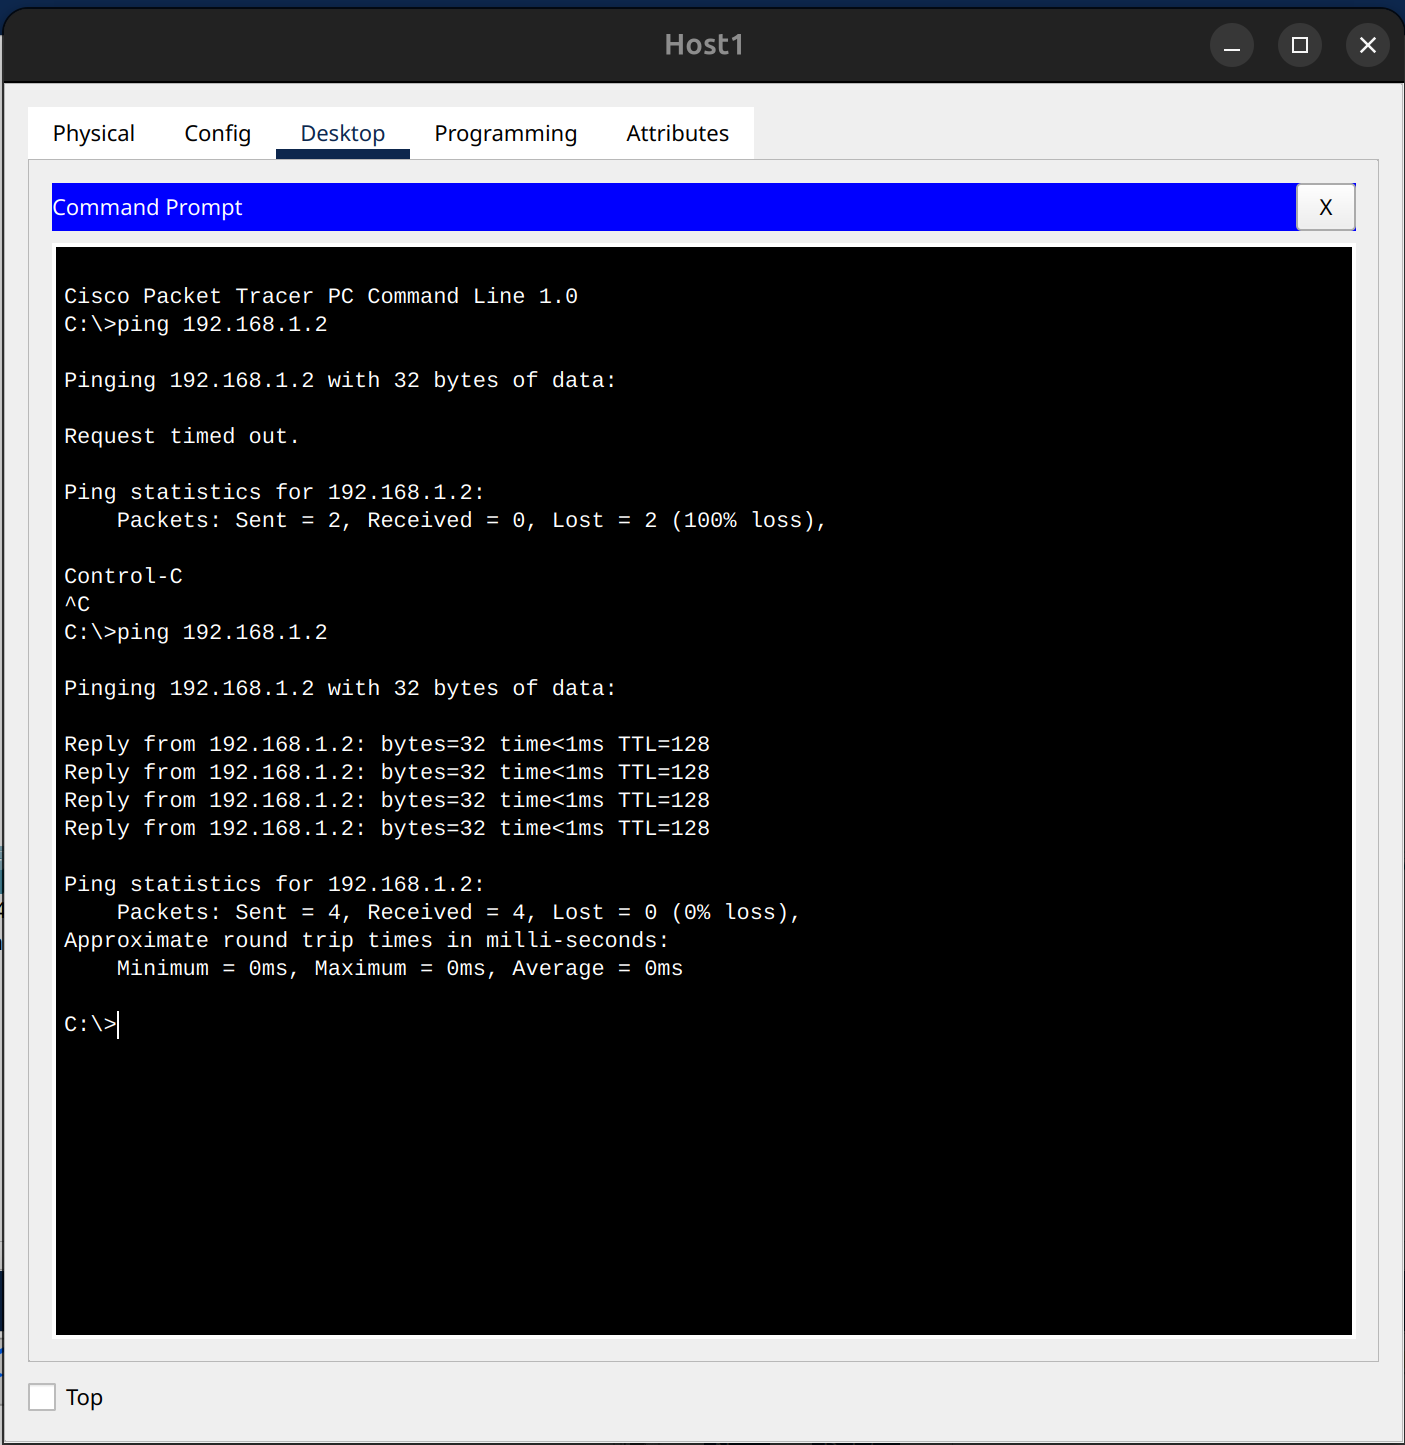 Host1
Physical Config Desktop Programming Attributes
Command Prompt X
Cisco Packet Tracer PC Command Line 1.0
C:\>ping 192.168.1.2
Pinging 192.168.1.2 with 32 bytes of data:
Request timed out.
Ping statistics for 192.168.1.2:
    Packets: Sent = 2, Received = 0, Lost = 2 (100% loss),
Control-C
^C
C:\>ping 192.168.1.2
Pinging 192.168.1.2 with 32 bytes of data:
Reply from 192.168.1.2: bytes=32 time<1ms TTL=128
Reply from 192.168.1.2: bytes=32 time<1ms TTL=128
Reply from 192.168.1.2: bytes=32 time<1ms TTL=128
Reply from 192.168.1.2: bytes=32 time<1ms TTL=128
Ping statistics for 192.168.1.2:
    Packets: Sent = 4, Received = 4, Lost = 0 (0% loss),
Approximate round trip times in milli-seconds:
    Minimum = 0ms, Maximum = 0ms, Average = 0ms
C:\>
Top